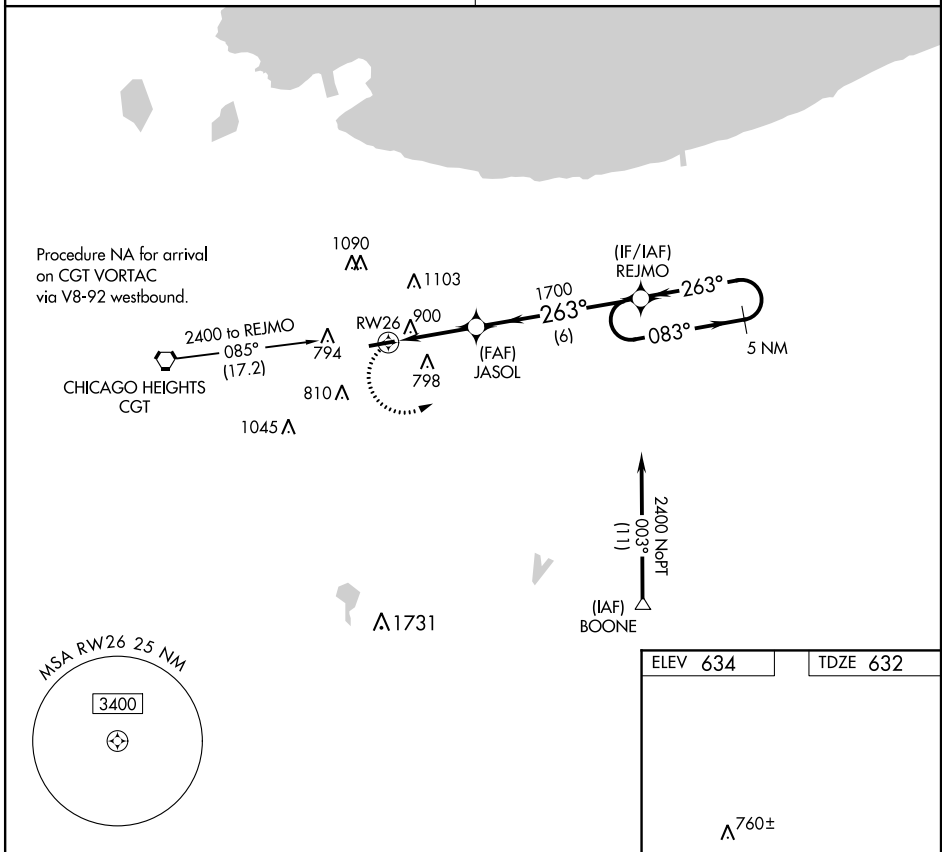 1090
Procedure NA for arrival
on CGT VORTAC
via V8-92 westbound.
1103
(IF/IAF)
REJMO
1700
263°
263°
(6)
083°
5 NM
RW26
900
2400 to REJMO
085°
(17.2)
794
(FAF)
JASOL
798
CHICAGO HEIGHTS
CGT
810
1045
2400 NoPT
003°
(11)
(IAF)
BOONE
1731
MSA RW26 25 NM
3400
ELEV 634
TDZE 632
760±